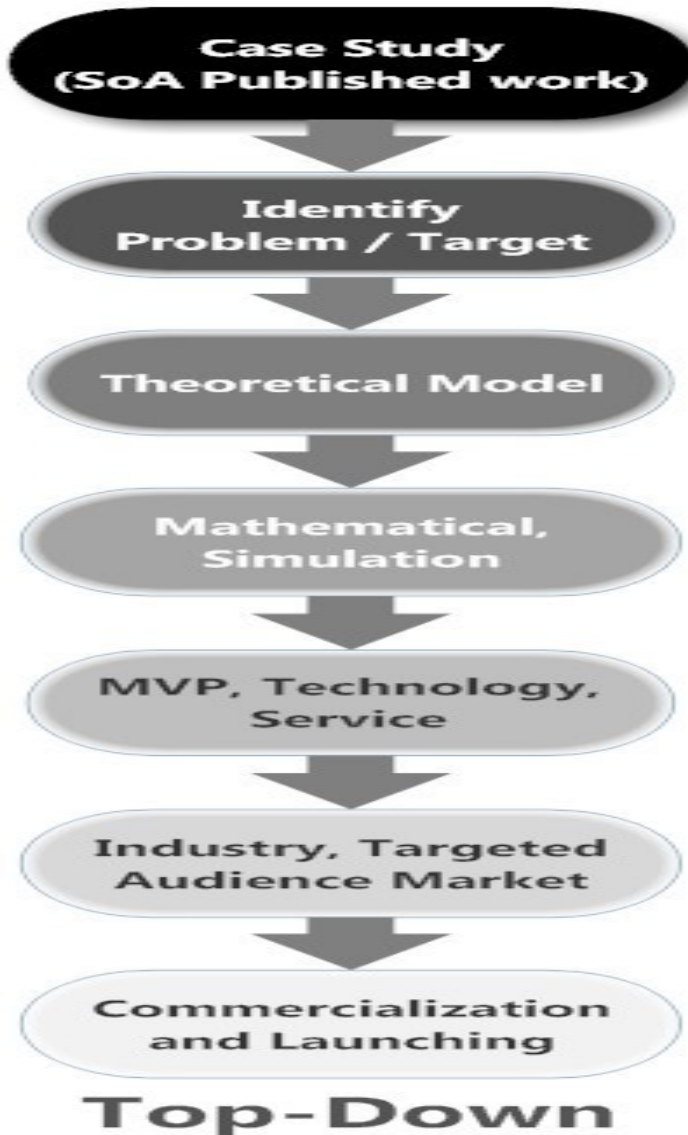 Case Study
(SoA Published work)
Identify
Problem / Target
Theoretical Model
Mathematical,
Simulation
MVP, Technology,
Service
Industry, Targeted
Audience Market
Commercialization
and Launching
Top-Down